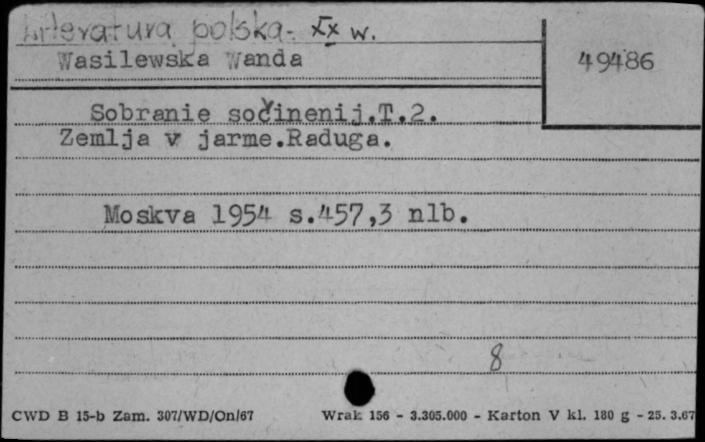 Literatura polska - XX w.
Wasilewska Wanda
49486
Sobranie sočinenij.T.2.
Zemlja v jarme.Raduga.
Moskva 1954 s.457,3 nlb.
8
CWD B 15-b Zam. 307/WD/On/67 Wrak 156 - 3.305.000 - Karton V kl. 180 g - 25. 3.67